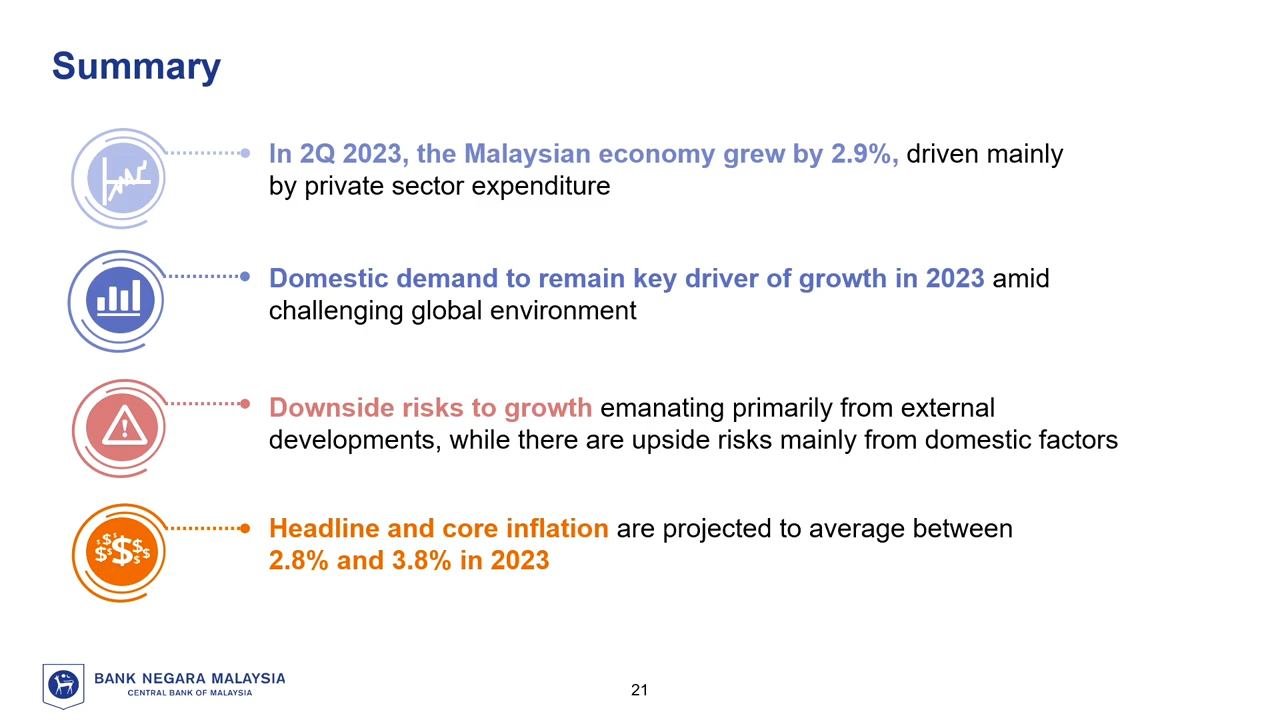 Summary
In 2Q 2023, the Malaysian economy grew by 2.9%, driven mainly
by private sector expenditure
Domestic demand to remain key driver of growth in 2023 amid
challenging global environment
Downside risks to growth emanating primarily from external
developments, while there are upside risks mainly from domestic factors
Headline and core inflation are projected to average between
2.8% and 3.8% in 2023
BANK NEGARA MALAYSIA
CENTRAL BANK OF MALAYSIA
21